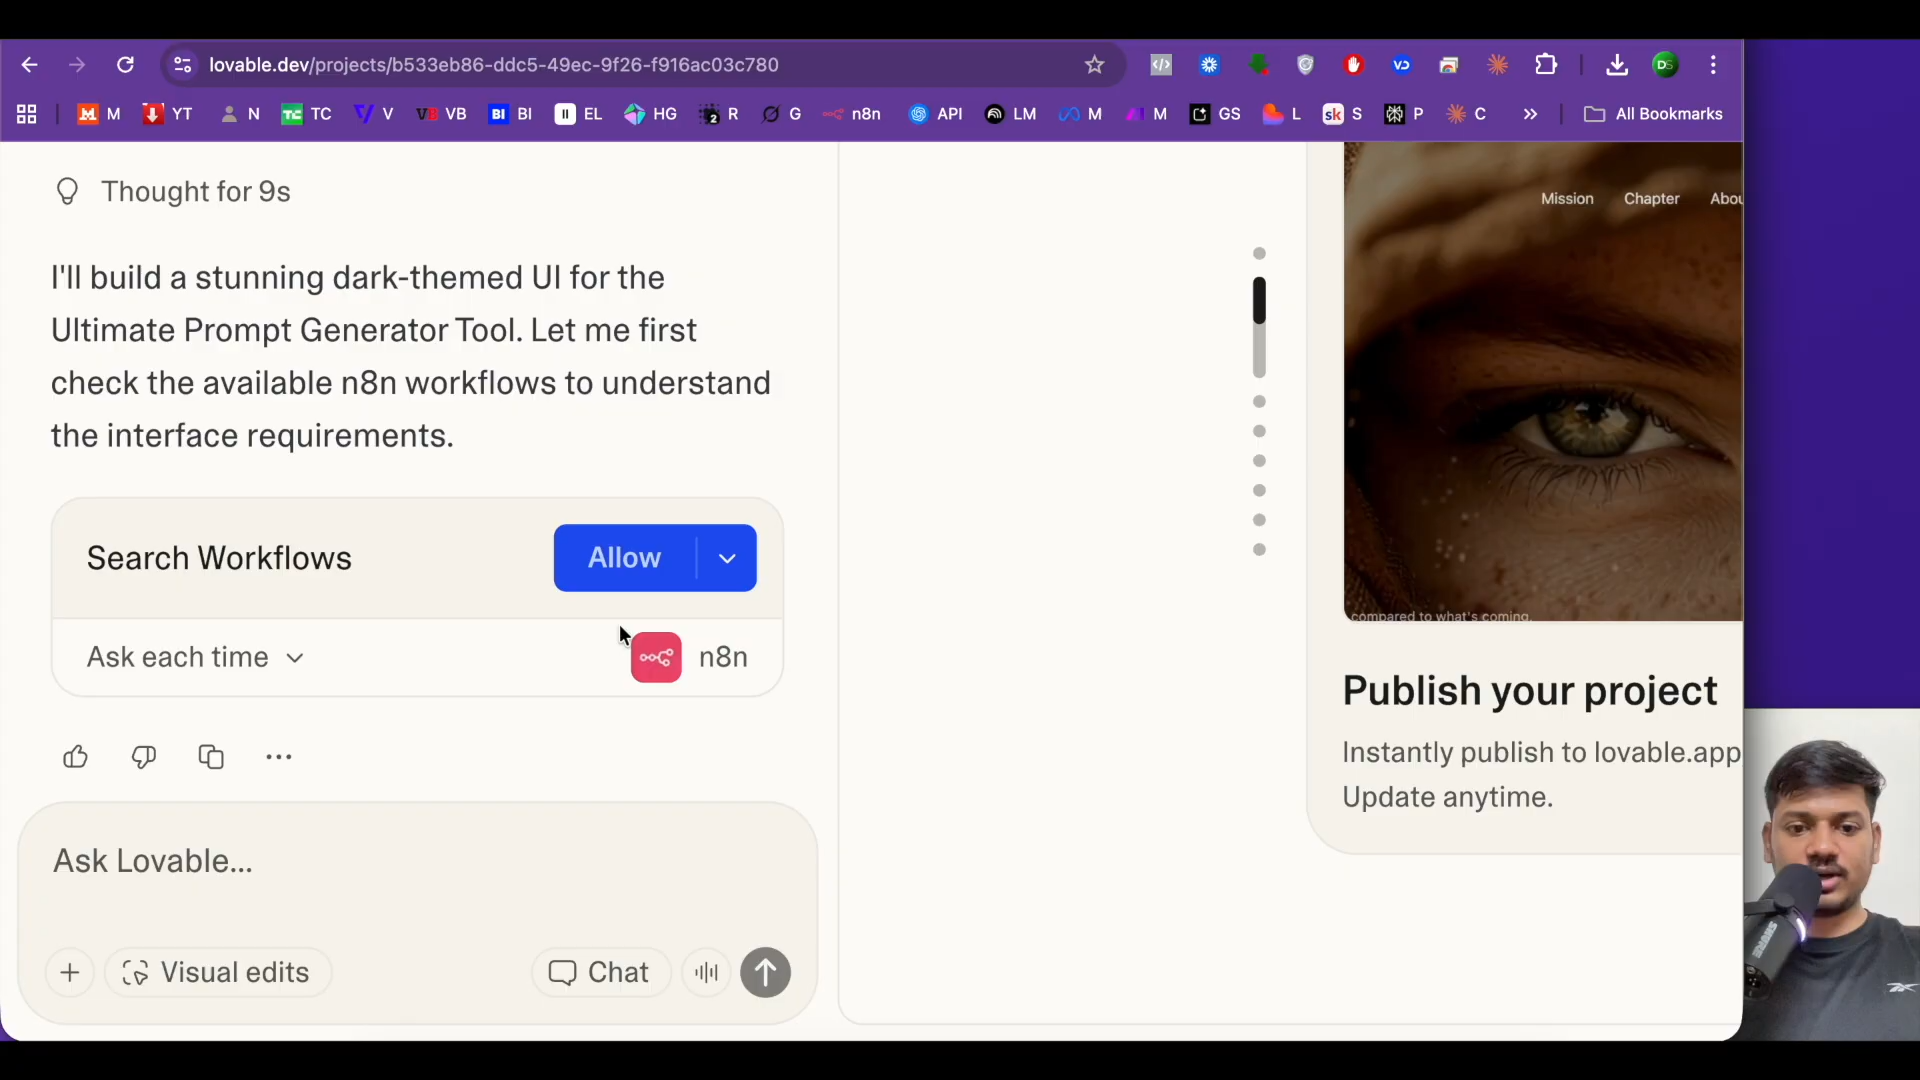 lovable.dev/projects/b533eb86-ddc5-49ec-9f26-f916ac03c780
VD
DS
M YT N TC V VB BI EL HG R G n8n API LM M M GS L S P C » All Bookmarks
Thought for 9s
I'll build a stunning dark-themed UI for the
Ultimate Prompt Generator Tool. Let me first
check the available n8n workflows to understand
the interface requirements.
Search Workflows
Allow
Ask each time
n8n
Ask Lovable...
Visual edits
Chat
Mission Chapter Abou
compared to what's coming.
Publish your project
Instantly publish to lovable.app
Update anytime.